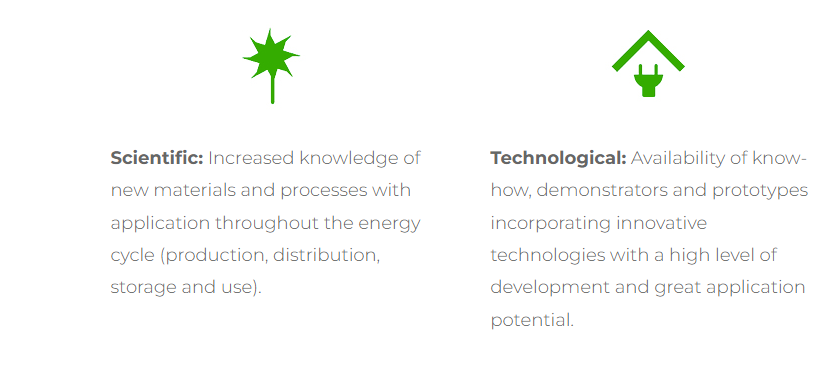 Scientific: Increased knowledge of
new materials and processes with
application throughout the energy
cycle (production, distribution,
storage and use).
Technological: Availability of know-
how, demonstrators and prototypes
incorporating innovative
technologies with a high level of
development and great application
potential.